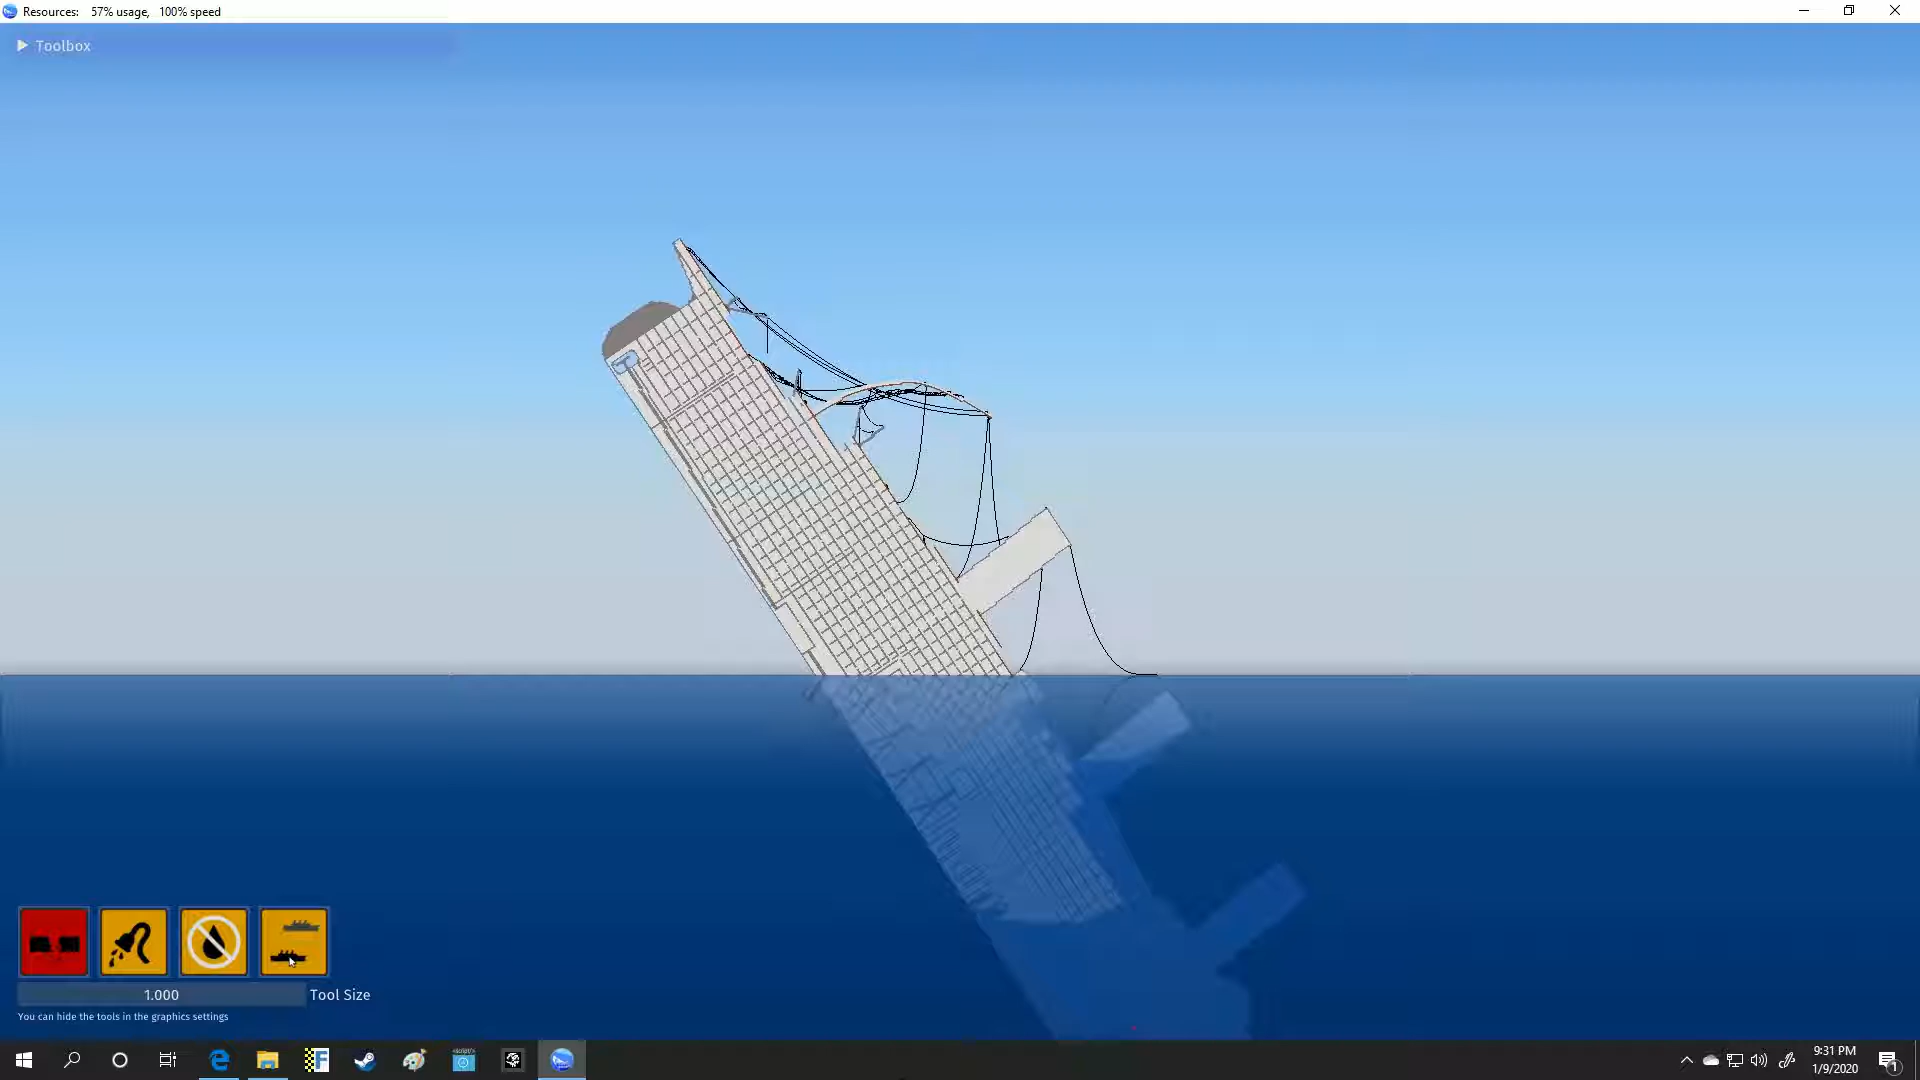 Resources: 57% usage, 100% speed
Toolbox
1.000 Tool Size
You can hide the tools in the graphics settings
9:31 PM
1/9/2020